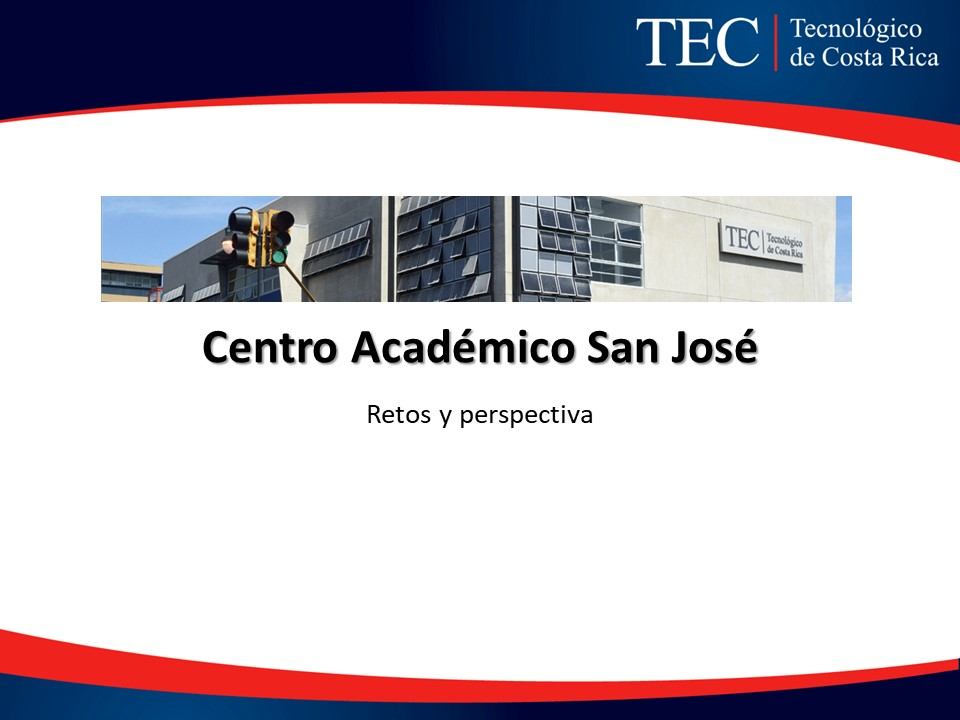 TEC | Tecnológico
de Costa Rica
TEC | Tecnológico
de Costa Rica
Centro Académico San José
Retos y perspectiva